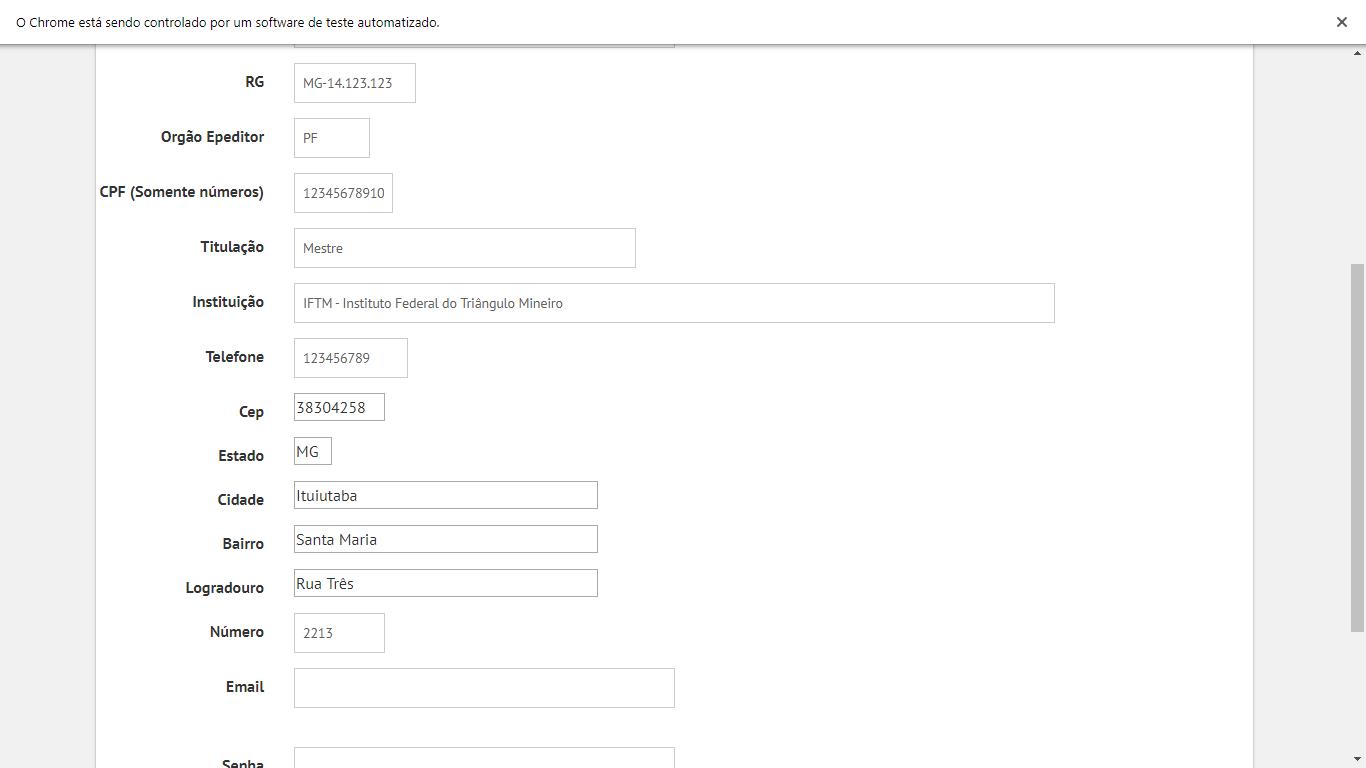 O Chrome está sendo controlado por um software de teste automatizado.
RG MG-14.123.123
Orgão Epeditor PF
CPF (Somente números) 12345678910
Titulação Mestre
Instituição IFTM - Instituto Federal do Triângulo Mineiro
Telefone 123456789
Cep 38304258
Estado MG
Cidade Ituiutaba
Bairro Santa Maria
Logradouro Rua Três
Número 2213
Email
Senha